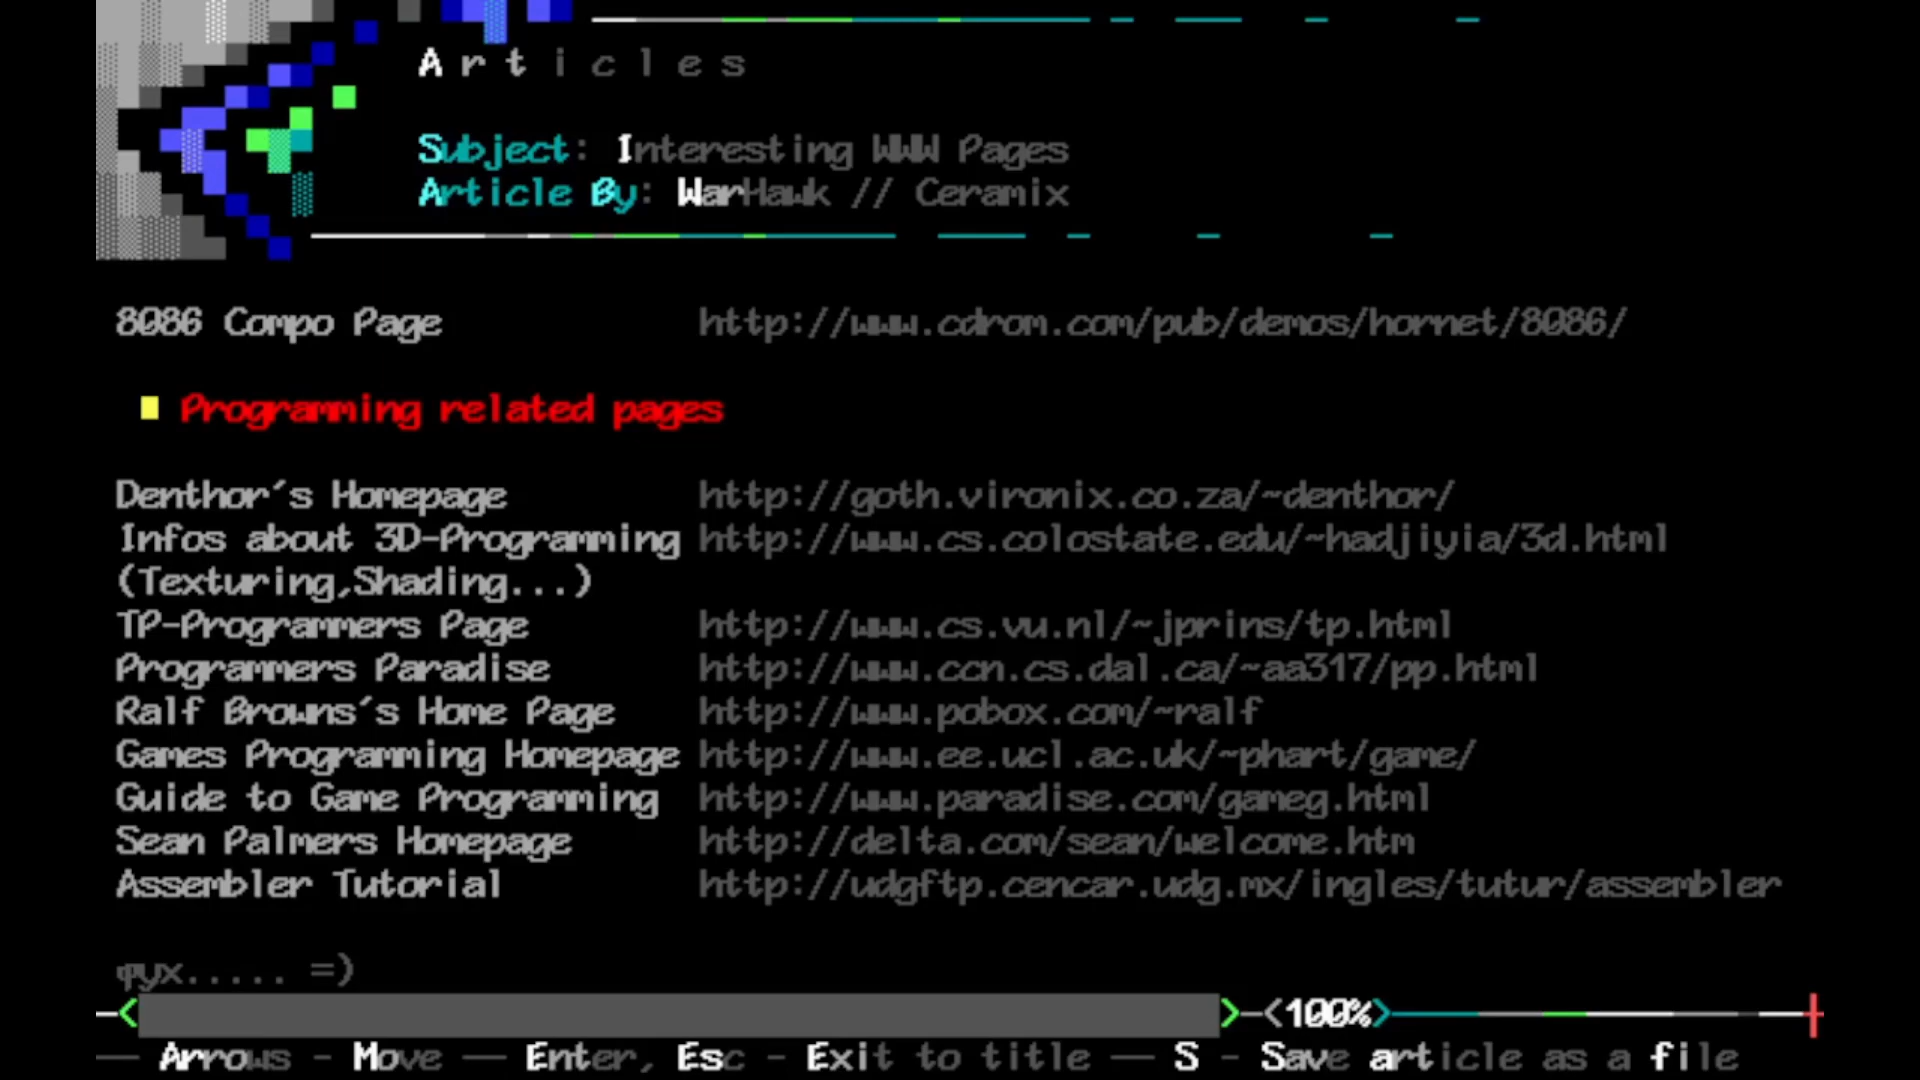 Articles
Subject: Interesting WWW Pages
Article By: WarHawk // Ceramix
8086 Compo Page http://www.cdrom.com/pub/demos/hornet/8086/
Programming related pages
Denthor's Homepage http://goth.vironix.co.za/~denthor/
Infos about 3D-Programming http://www.cs.colostate.edu/~hadjiyia/3d.html
(Texturing,Shading...)
TP-Programmers Page http://www.cs.vu.nl/~jprins/tp.html
Programmers Paradise http://www.ccn.cs.dal.ca/~aa317/pp.html
Ralf Browns's Home Page http://www.pobox.com/~ralf
Games Programming Homepage http://www.ee.ucl.ac.uk/~phart/game/
Guide to Game Programming http://www.paradise.com/gameg.html
Sean Palmers Homepage http://delta.com/sean/welcome.htm
Assembler Tutorial http://udgftp.cencar.udg.mx/ingles/tutur/assembler
φyx..... =)
<100%>
Arrows - Move — Enter, Esc - Exit to title — S - Save article as a file